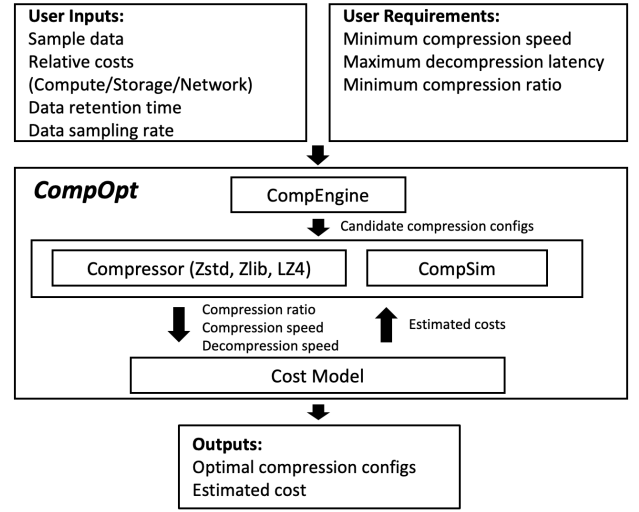 User Inputs:
Sample data
Relative costs
(Compute/Storage/Network)
Data retention time
Data sampling rate
User Requirements:
Minimum compression speed
Maximum decompression latency
Minimum compression ratio
CompOpt
CompEngine
Candidate compression configs
Compressor (Zstd, Zlib, LZ4)
CompSim
Compression ratio
Compression speed
Decompression speed
Estimated costs
Cost Model
Outputs:
Optimal compression configs
Estimated cost